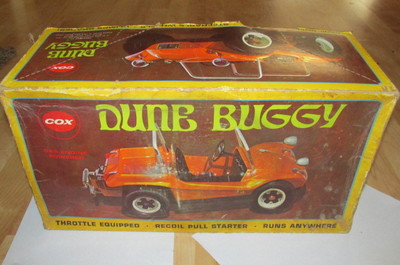 DUNE
BUGGY
COX
COX
DUNE BUGGY
THROTTLE EQUIPPED · RECOIL PULL STARTER · RUNS ANYWHERE